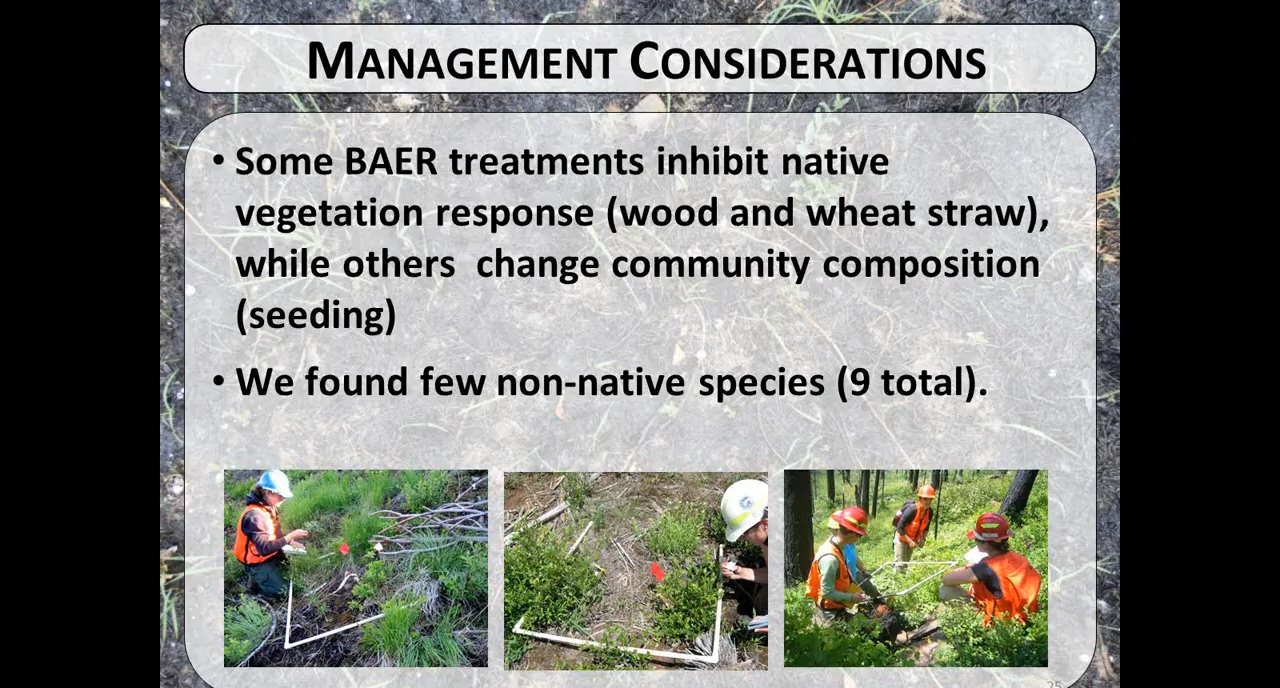 MANAGEMENT CONSIDERATIONS
• Some BAER treatments inhibit native
vegetation response (wood and wheat straw),
while others  change community composition
(seeding)
• We found few non-native species (9 total).
25